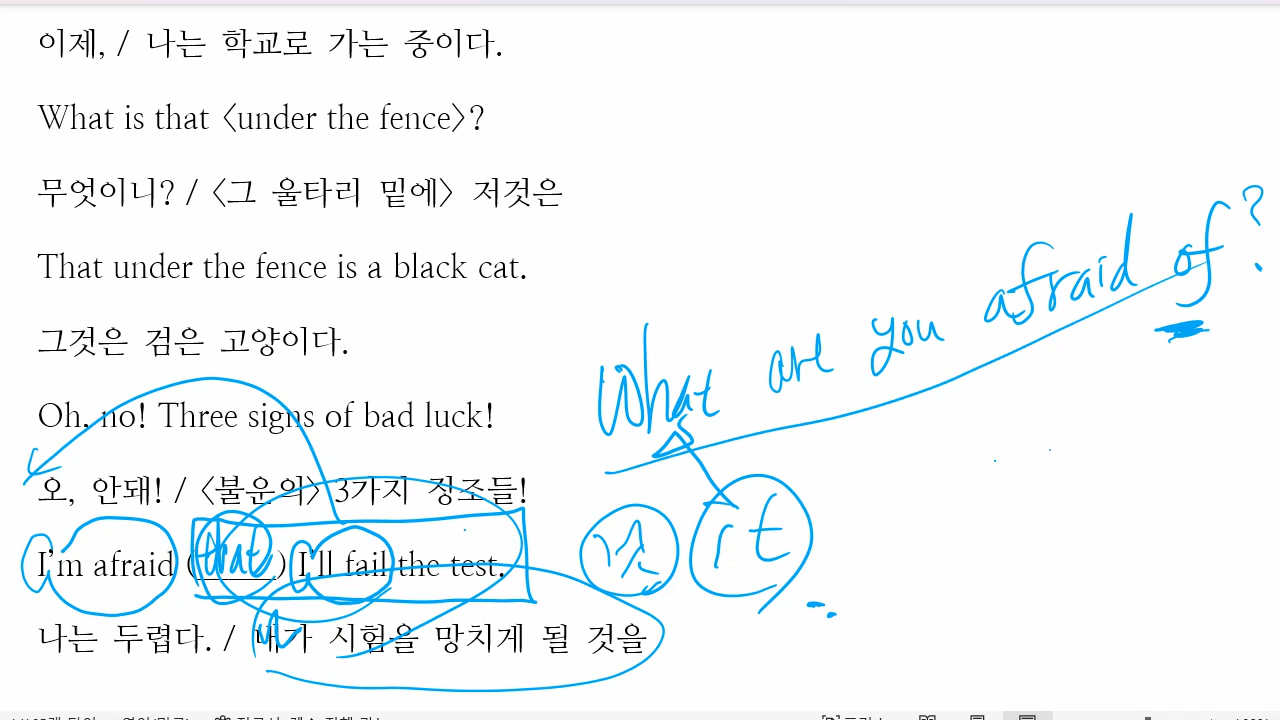 이제, / 나는 학교로 가는 중이다.
What is that 〈under the fence〉?
무엇이니? / 〈그 울타리 밑에〉 저것은
That under the fence is a black cat.
그것은 검은 고양이다.
Oh, no! Three signs of bad luck!
오, 안돼! / 〈불운의〉 3가지 징조들!
I'm afraid (that) I'll fail the test.
나는 두렵다. / 내가 시험을 망치게 될 것을
What are you afraid of?
것 it